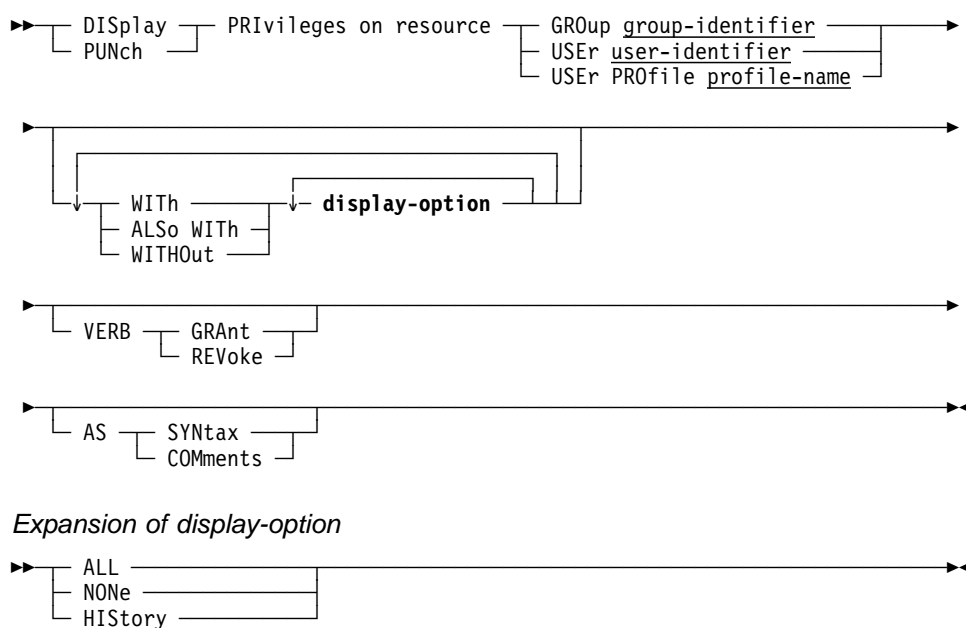 DISplay PRIvileges on resource GROup group-identifier
PUNch USEr user-identifier
USEr PROfile profile-name
WITh display-option
ALSo WITh
WITHOut
VERB GRAnt
REVoke
AS SYNtax
COMments
Expansion of display-option
ALL
NONe
HIStory